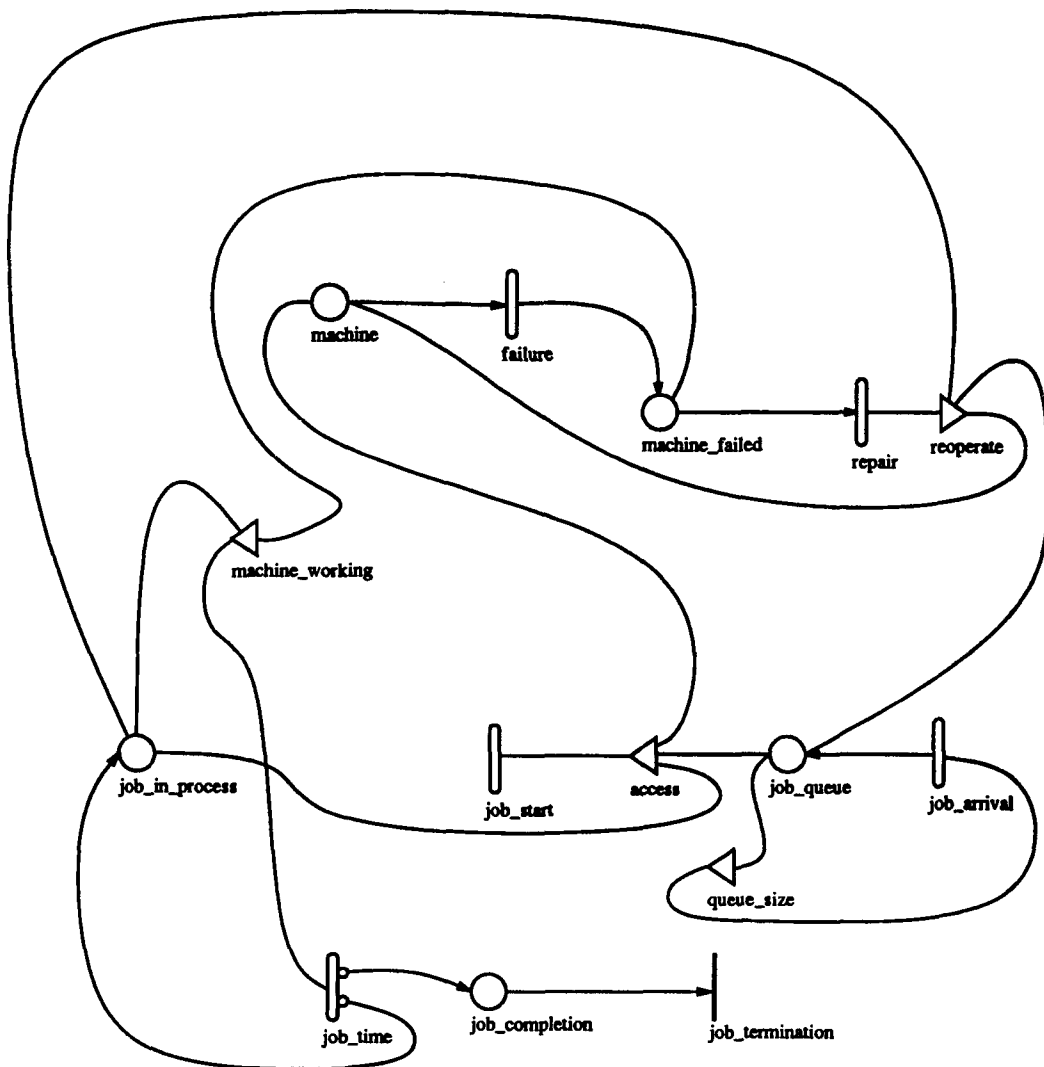 machine
failure
machine_failed
repair
reoperate
machine_working
job_in_process
job_start
access
job_queue
job_arrival
queue_size
job_time
job_completion
job_termination